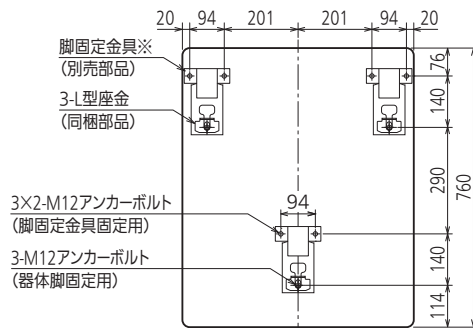 20 94 201 201 94 20
脚固定金具※
(別売部品)
3-L型座金
(同梱部品)
76
140
290
760
3×2-M12アンカーボルト
(脚固定金具固定用)
94
3-M12アンカーボルト
(器体脚固定用)
140
114